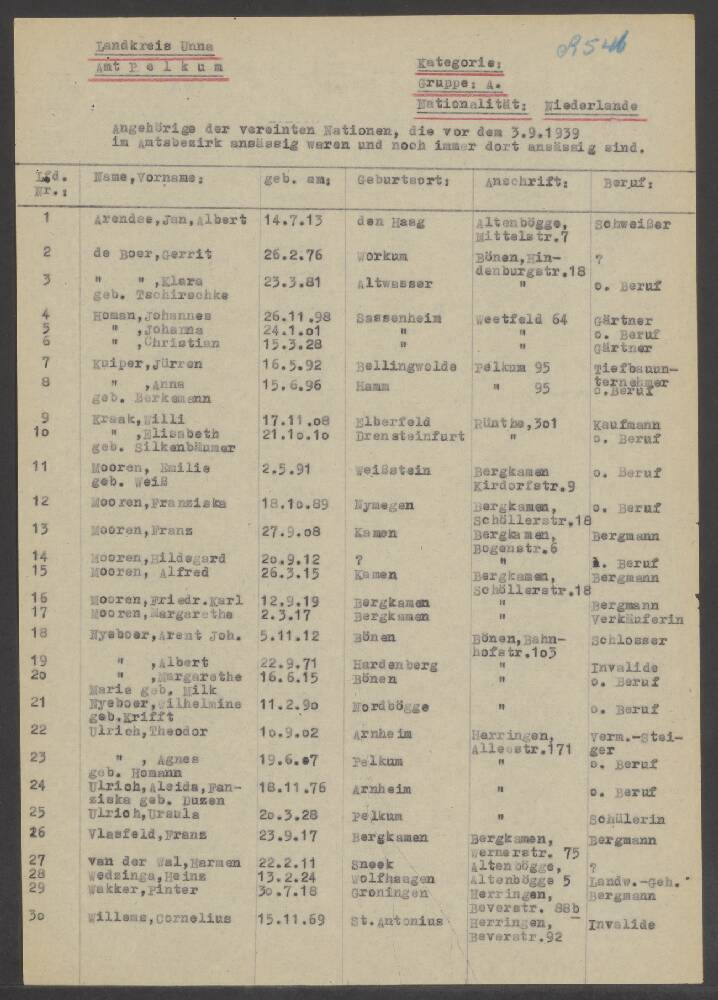 Landkreis Unna
Amt Pelkum
Kategorie:
Gruppe: A.
Nationalität: Niederlande
Angehörige der vereinten Nationen, die vor dem 3.9.1939
im Amtsbezirk ansässig waren und noch immer dort ansässig sind.
Lfd. Nr.: Name,Vorname: geb. am: Geburtsort: Anschrift: Beruf:
1 Arendse,Jan,Albert 14.7.13 den Haag Altenbögge, Schweißer
Mittelstr.7
2 de Boer,Gerrit 26.2.76 Workum Bönen,Hin- ?
denburgstr.18
3 " " ,Klara 23.3.81 Altwasser " o. Beruf
geb. Tschirschke
4 Homan,Johannes 26.11.98 Sassenheim Westfeld 64 Gärtner
5 " ,Johanna 24.1.o1 " " o. Beruf
6 " ,Christian 15.3.28 " " Gärtner
7 Kuiper,Jürren 16.5.92 Bellingwolde Pelkum 95 Tiefbauun-
ternehmer
8 " ,Anna 15.6.96 Hamm " 95 o.Beruf
geb. Berkemann
9 Kraak,Willi 17.11.o8 Elberfeld Rünthe,3o1 Kaufmann
1o " ,Elisabeth 21.1o.1o Drensteinfurt " o. Beruf
geb. Silkenbäumer
11 Mooren, Emilie 2.5.91 Weißstein Bergkamen o. Beruf
geb. Weiß Kirdorfstr.9
12 Mooren,Franziska 18.1o.89 Nymegen Bergkamen, o. Beruf
Schöllerstr.18
13 Mooren,Franz 27.9.o8 Kamen Bergkamen, Bergmann
Bogenstr.6
14 Mooren,Hildegard 2o.9.12 ? " o. Beruf
15 Mooren, Alfred 26.3.15 Kamen Bergkamen, Bergmann
Schöllerstr.18
16 Mooren,Friedr.Karl 12.9.19 Bergkamen " Bergmann
17 Mooren,Margarethe 2.3.17 Bergkamen " Verkäuferin
18 Nyeboer,Arent Joh. 5.11.12 Bönen Bönen,Bahn- Schlosser
hofstr.1o3
19 " ,Albert 22.9.71 Hardenberg " Invalide
2o " ,Margarethe 16.6.15 Bönen " o. Beruf
Marie geb. Milk
21 Nyeboer,Wilhelmine 11.2.9o Nordbögge " o. Beruf
geb.Krifft
22 Ulrich,Theodor 1o.9.o2 Arnheim Herringen, Verm.-Stei-
Alleestr.171 ger
23 " , Agnes 19.6.o7 Pelkum " o. Beruf
geb. Homann
24 Ulrich,Aleida,Fan- 18.11.76 Arnheim " o. Beruf
ziska geb. Duzen
25 Ulrich,Ursula 2o.3.28 Pelkum " Schülerin
26 Vlasfeld,Franz 23.9.17 Bergkamen Bergkamen, Bergmann
Wernerstr. 75
27 van der Wal,Harmen 22.2.11 Sneek Altenbögge, ?
28 Wedzinga,Heinz 13.2.24 Wolfhaagen Altenbögge 5 Landw.-Geh.
29 Wakker,Pinter 3o.7.18 Groningen Herringen, Bergmann
Beverstr. 88b
3o Willems,Cornelius 15.11.69 St.Antonius Herringen, Invalide
Beverstr.92